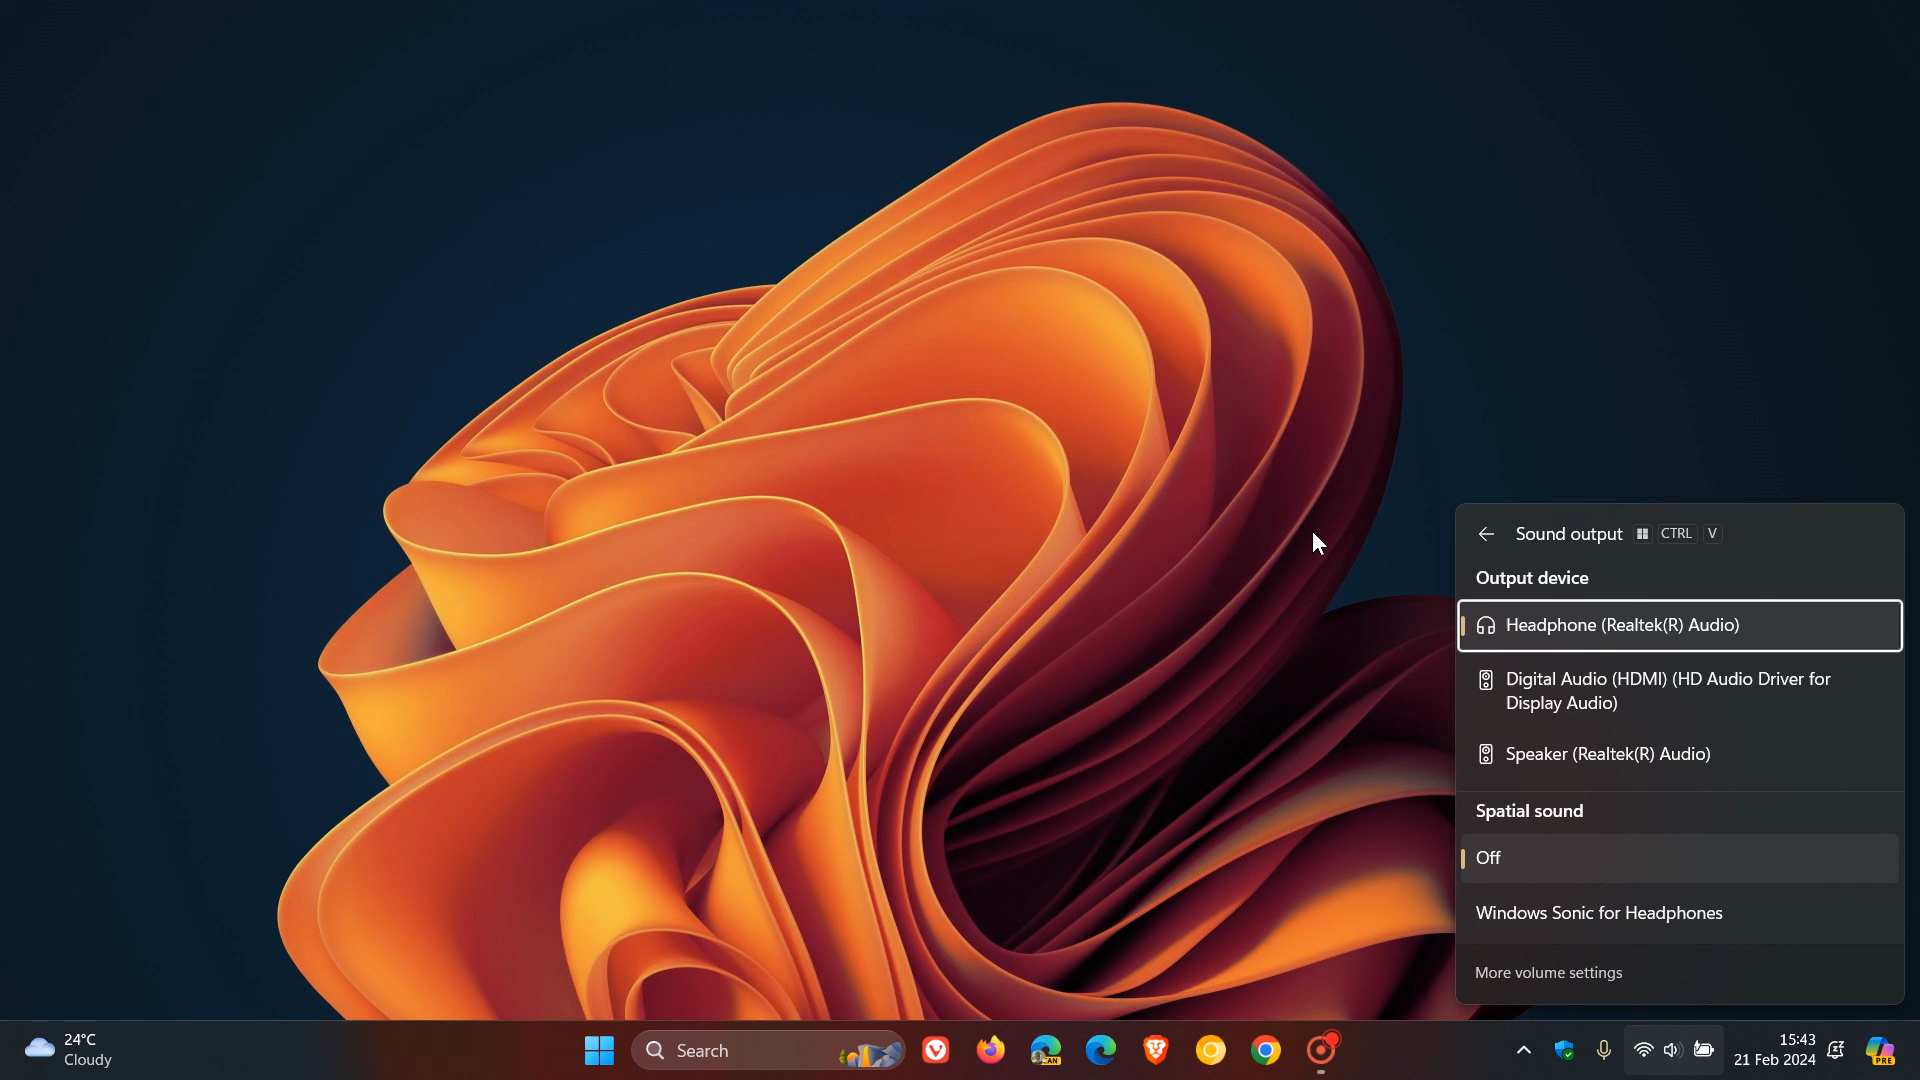 Sound output CTRL V
Output device
Headphone (Realtek(R) Audio)
Digital Audio (HDMI) (HD Audio Driver for
Display Audio)
Speaker (Realtek(R) Audio)
Spatial sound
Off
Windows Sonic for Headphones
More volume settings
24°C
Cloudy
Search
CAN
15:43
21 Feb 2024
PRE